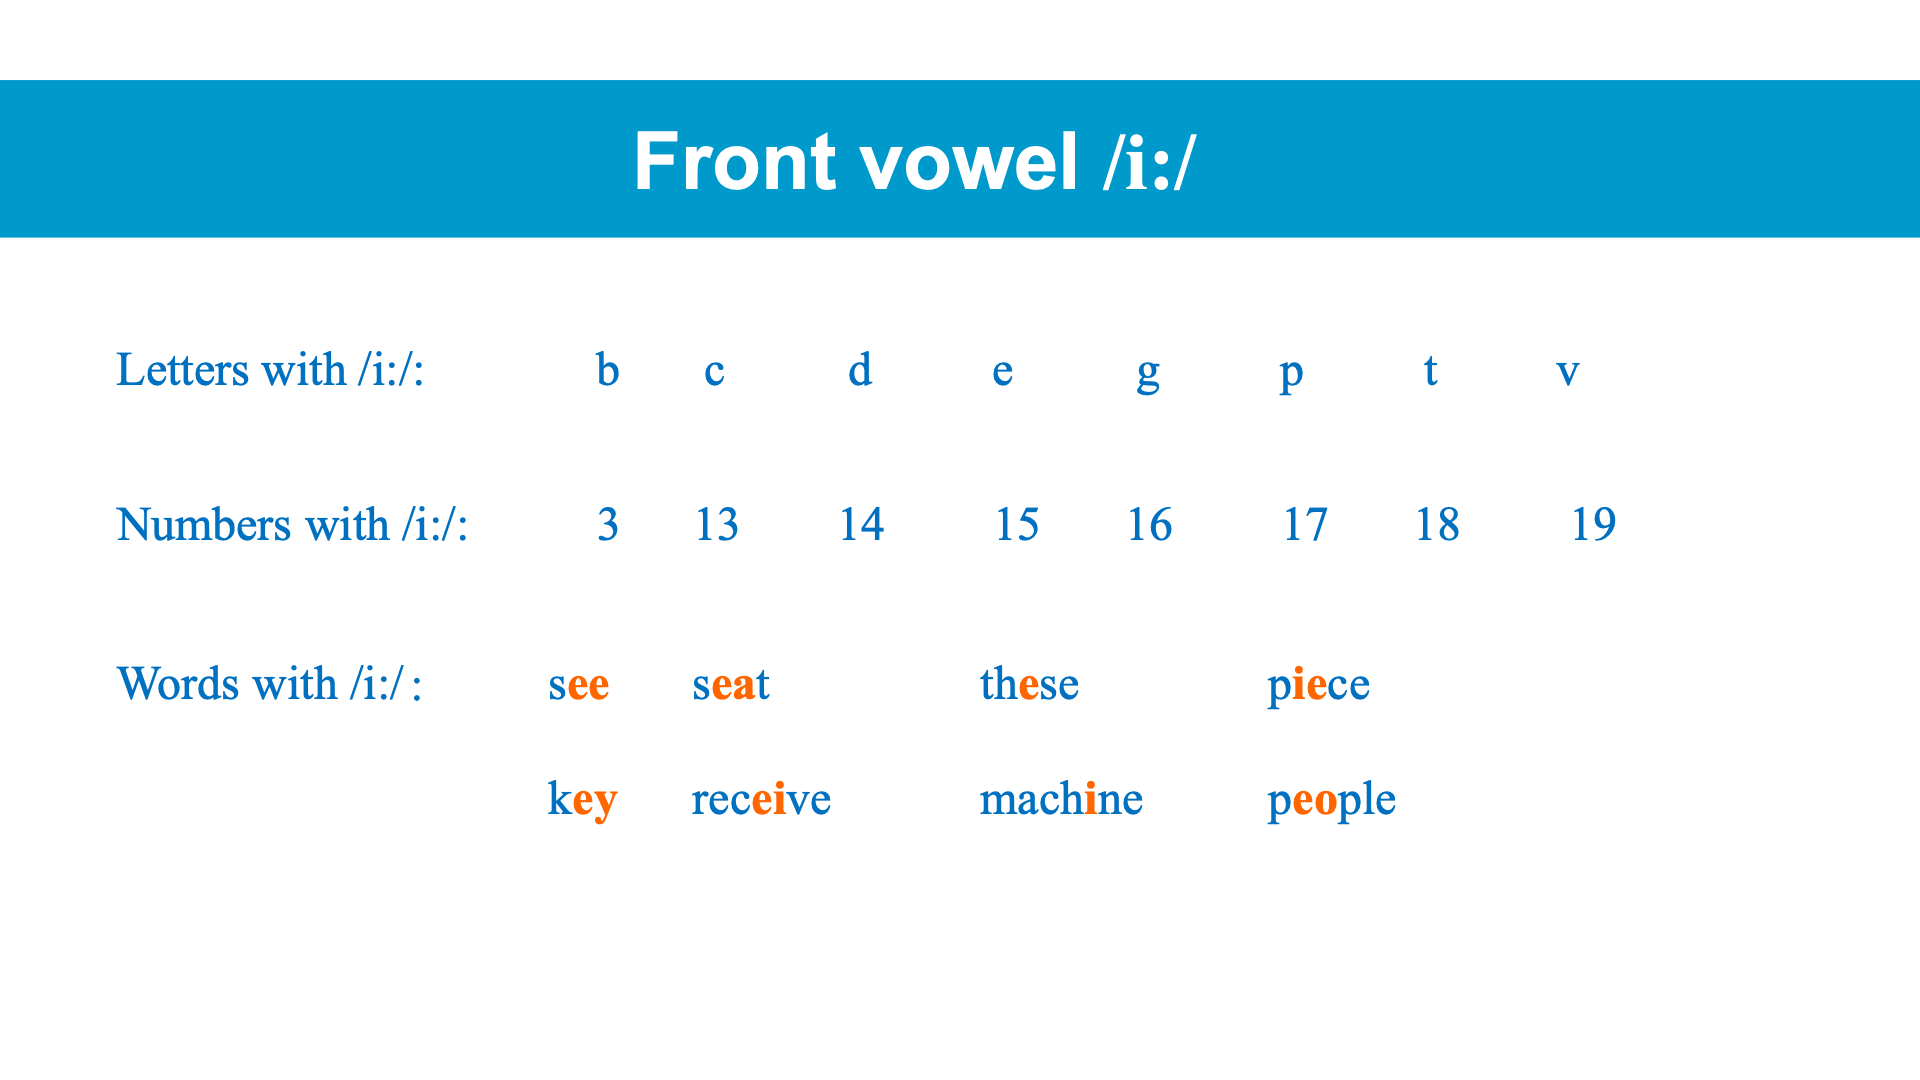 Front vowel /i:/
Letters with /i:/: b c d e g p t v
Numbers with /i:/: 3 13 14 15 16 17 18 19
Words with /i:/ : see seat these piece
key receive machine people